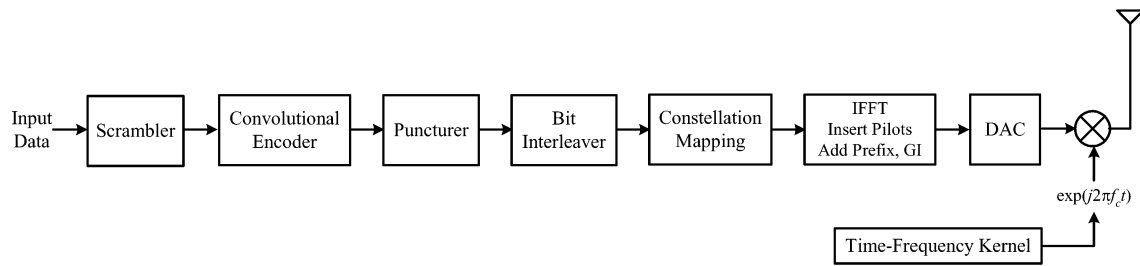 Input
Data
Scrambler
Convolutional
Encoder
Puncturer
Bit
Interleaver
Constellation
Mapping
IFFT
Insert Pilots
Add Prefix, GI
DAC
exp(j2πf_ct)
Time-Frequency Kernel